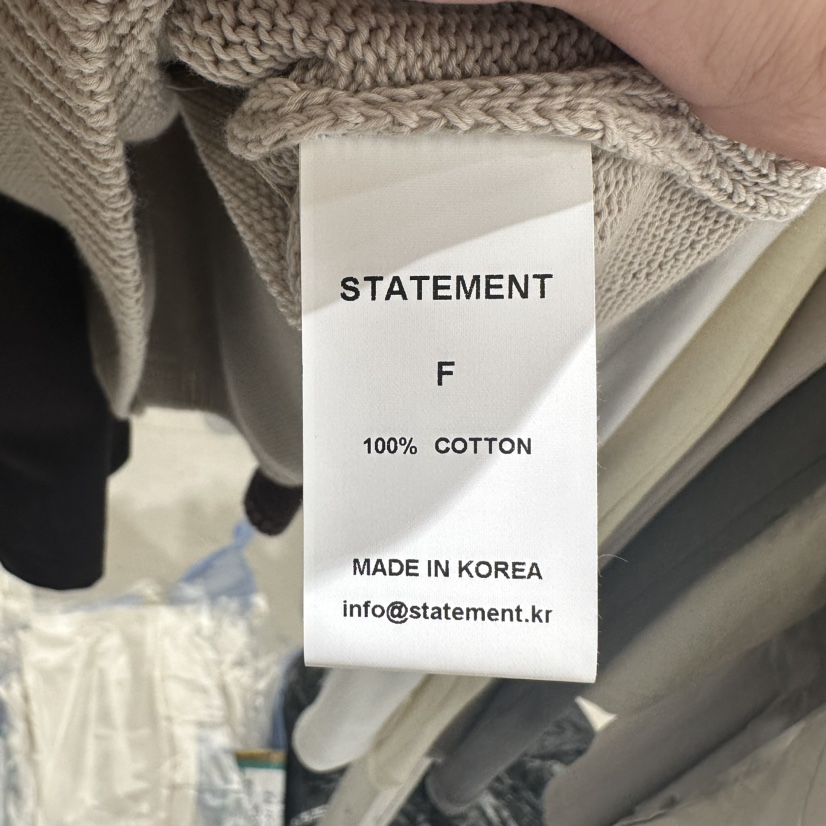 STATEMENT
F
100% COTTON
MADE IN KOREA
info@statement.kr